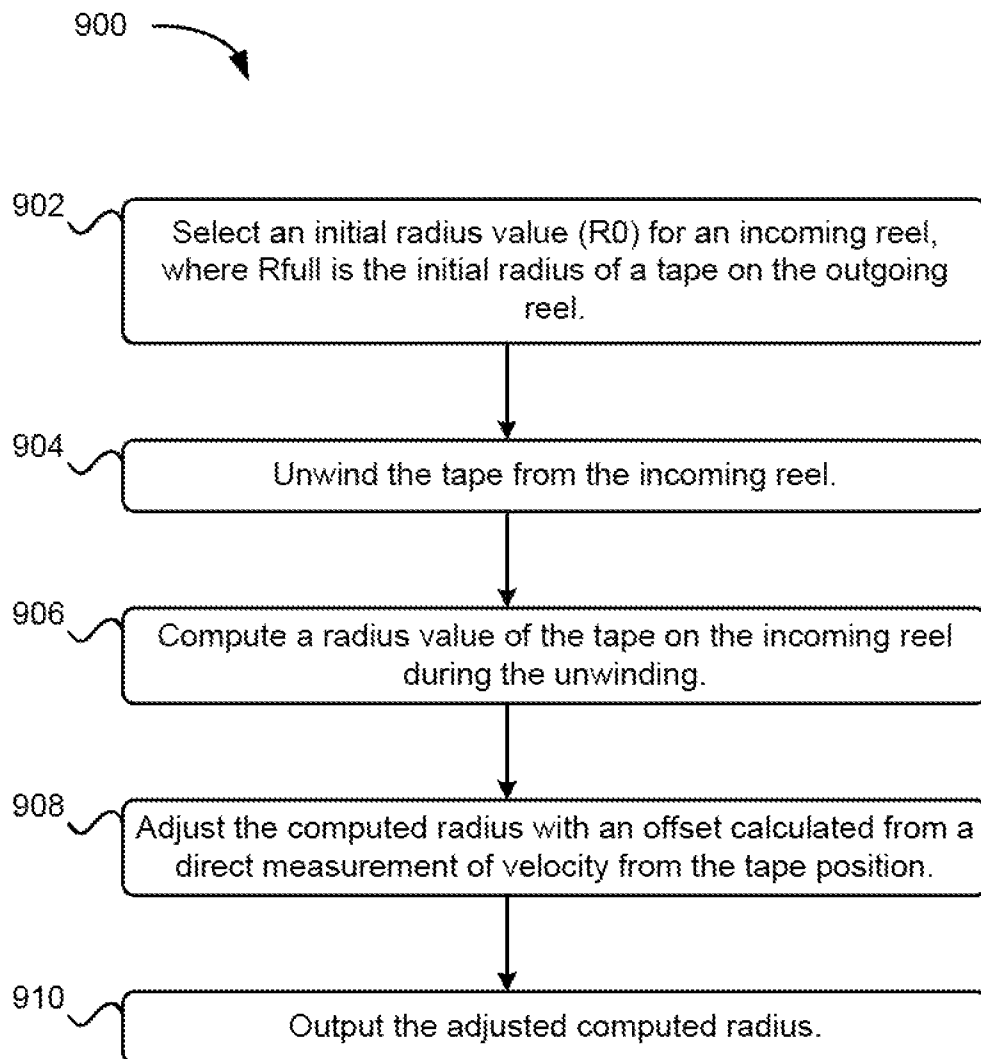 900
902
Select an initial radius value (R0) for an incoming reel,
where Rfull is the initial radius of a tape on the outgoing
reel.
904
Unwind the tape from the incoming reel.
906
Compute a radius value of the tape on the incoming reel
during the unwinding.
908
Adjust the computed radius with an offset calculated from a
direct measurement of velocity from the tape position.
910
Output the adjusted computed radius.